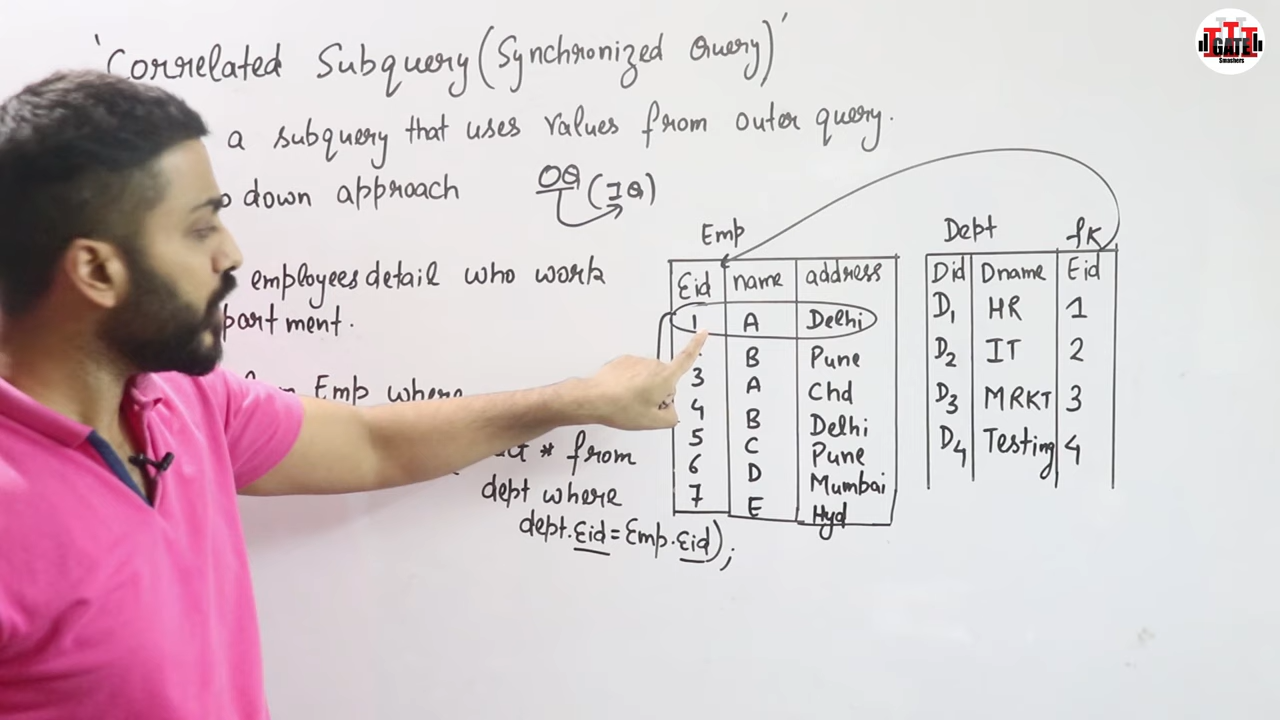 'Correlated Subquery (Synchronized Query)'
a subquery that uses values from outer query.
down approach OQ (IQ)
employees detail who work
partment.
Emp where
* from
dept where
dept.Eid = Emp.Eid);
Emp
Eid name address
1 A Delhi
B Pune
3 A Chd
4 B Delhi
5 C Pune
6 D Mumbai
7 E Hyd
Dept fK
Did Dname Eid
D1 HR 1
D2 IT 2
D3 MRKT 3
D4 Testing 4
GATE
Smashers